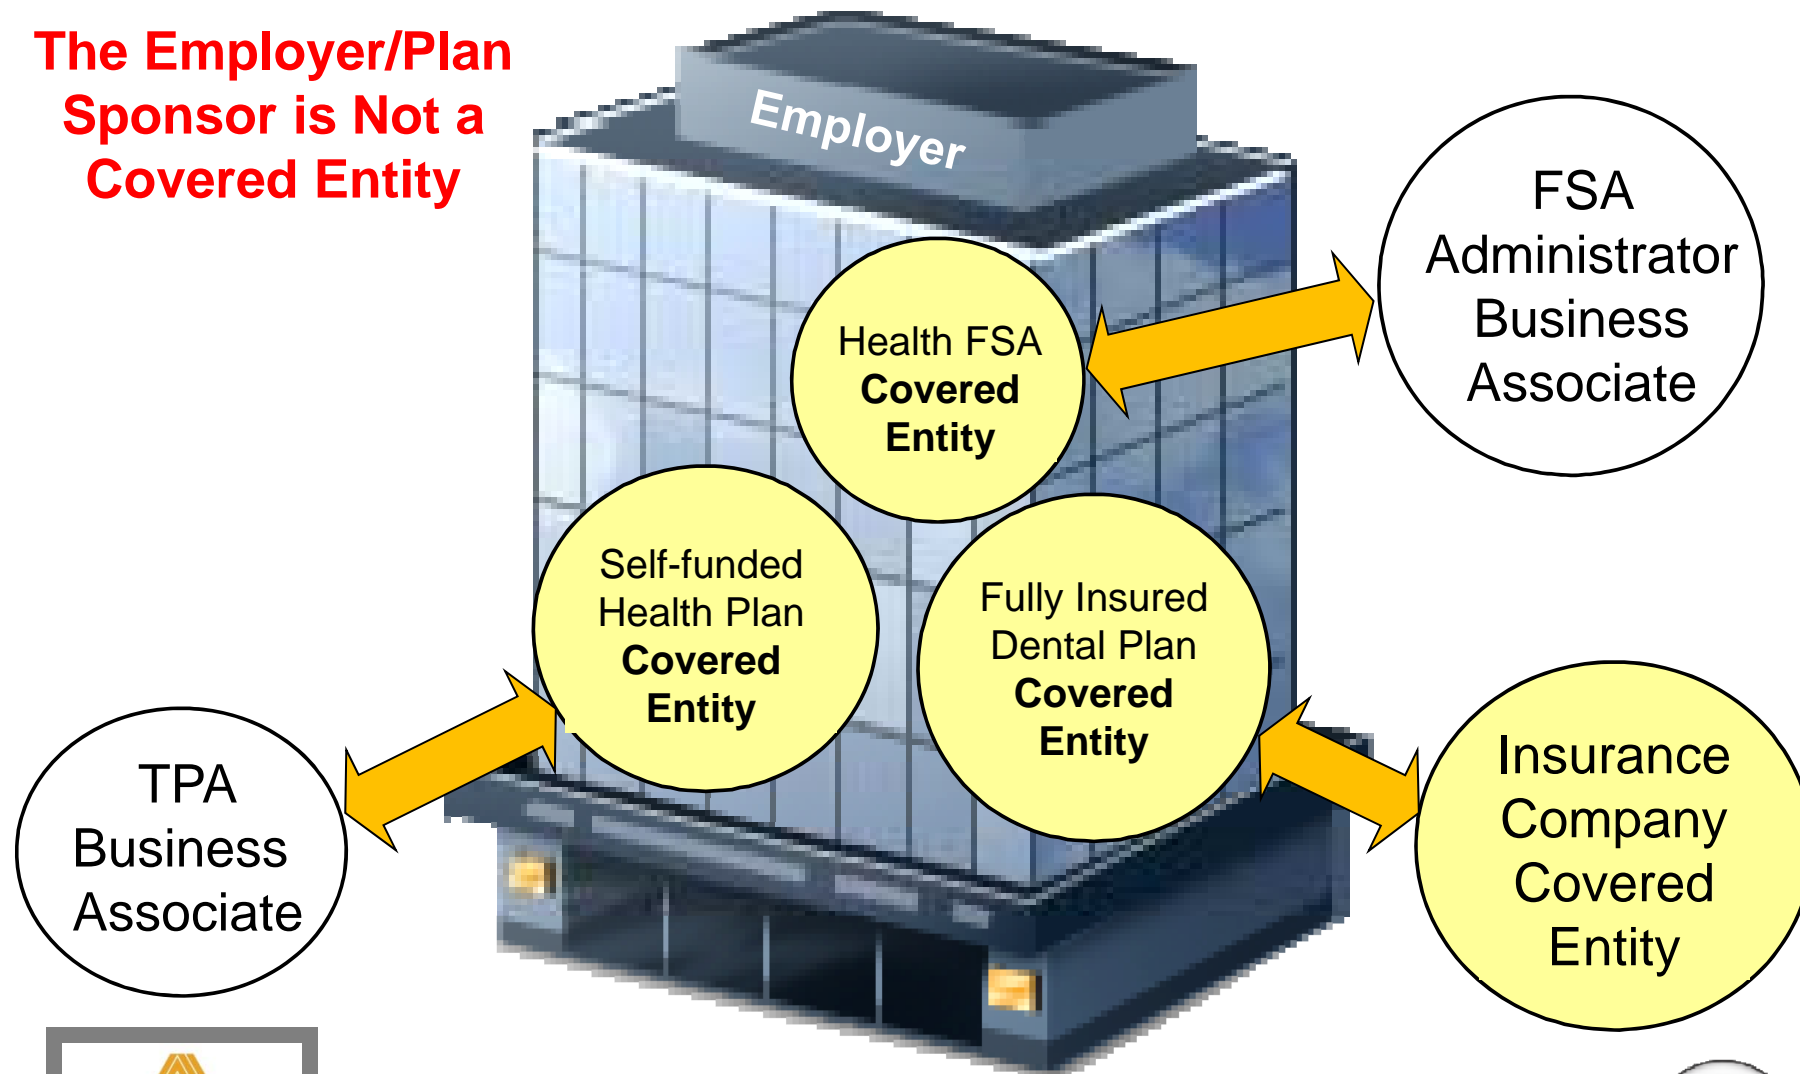 The Employer/Plan
Sponsor is Not a
Covered Entity
Employer
FSA
Administrator
Business
Associate
Health FSA
Covered
Entity
Self-funded
Health Plan
Covered
Entity
Fully Insured
Dental Plan
Covered
Entity
TPA
Business
Associate
Insurance
Company
Covered
Entity